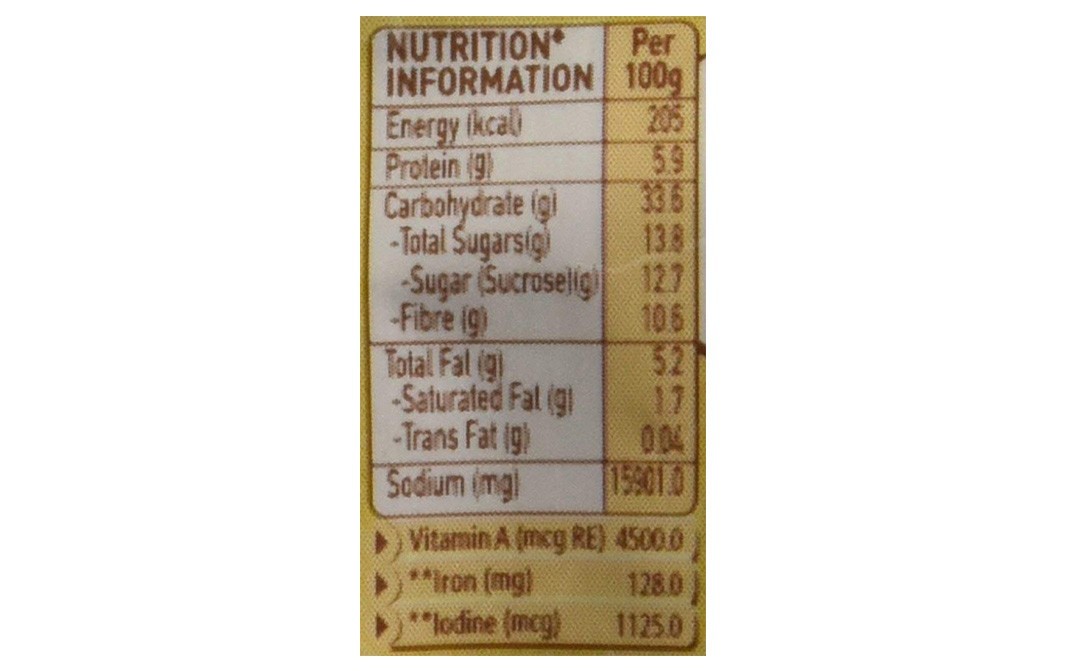 NUTRITION* Per
INFORMATION 100g
Energy (kcal) 205
Protein (g) 5.9
Carbohydrate (g) 33.6
-Total Sugars(g) 13.8
-Sugar (Sucrose)(g) 12.7
-Fibre (g) 10.6
Total Fat (g) 5.2
-Saturated Fat (g) 1.7
-Trans Fat (g) 0.04
Sodium (mg) 15901.0
Vitamin A (mcg RE) 4500.0
**Iron (mg) 128.0
**Iodine (mcg) 1125.0